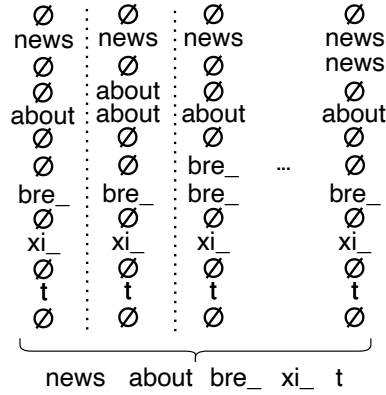 ∅ ∅ ∅ ∅
news news news news
∅ ∅ ∅ news
∅ about ∅ ∅
about about about about
∅ ∅ ∅ ∅
∅ ∅ bre_ ... ∅
bre_ bre_ bre_ bre_
∅ ∅ ∅ ∅
xi_ xi_ xi_ xi_
∅ ∅ ∅ ∅
t t t t
∅ ∅ ∅ ∅
news about bre_ xi_ t